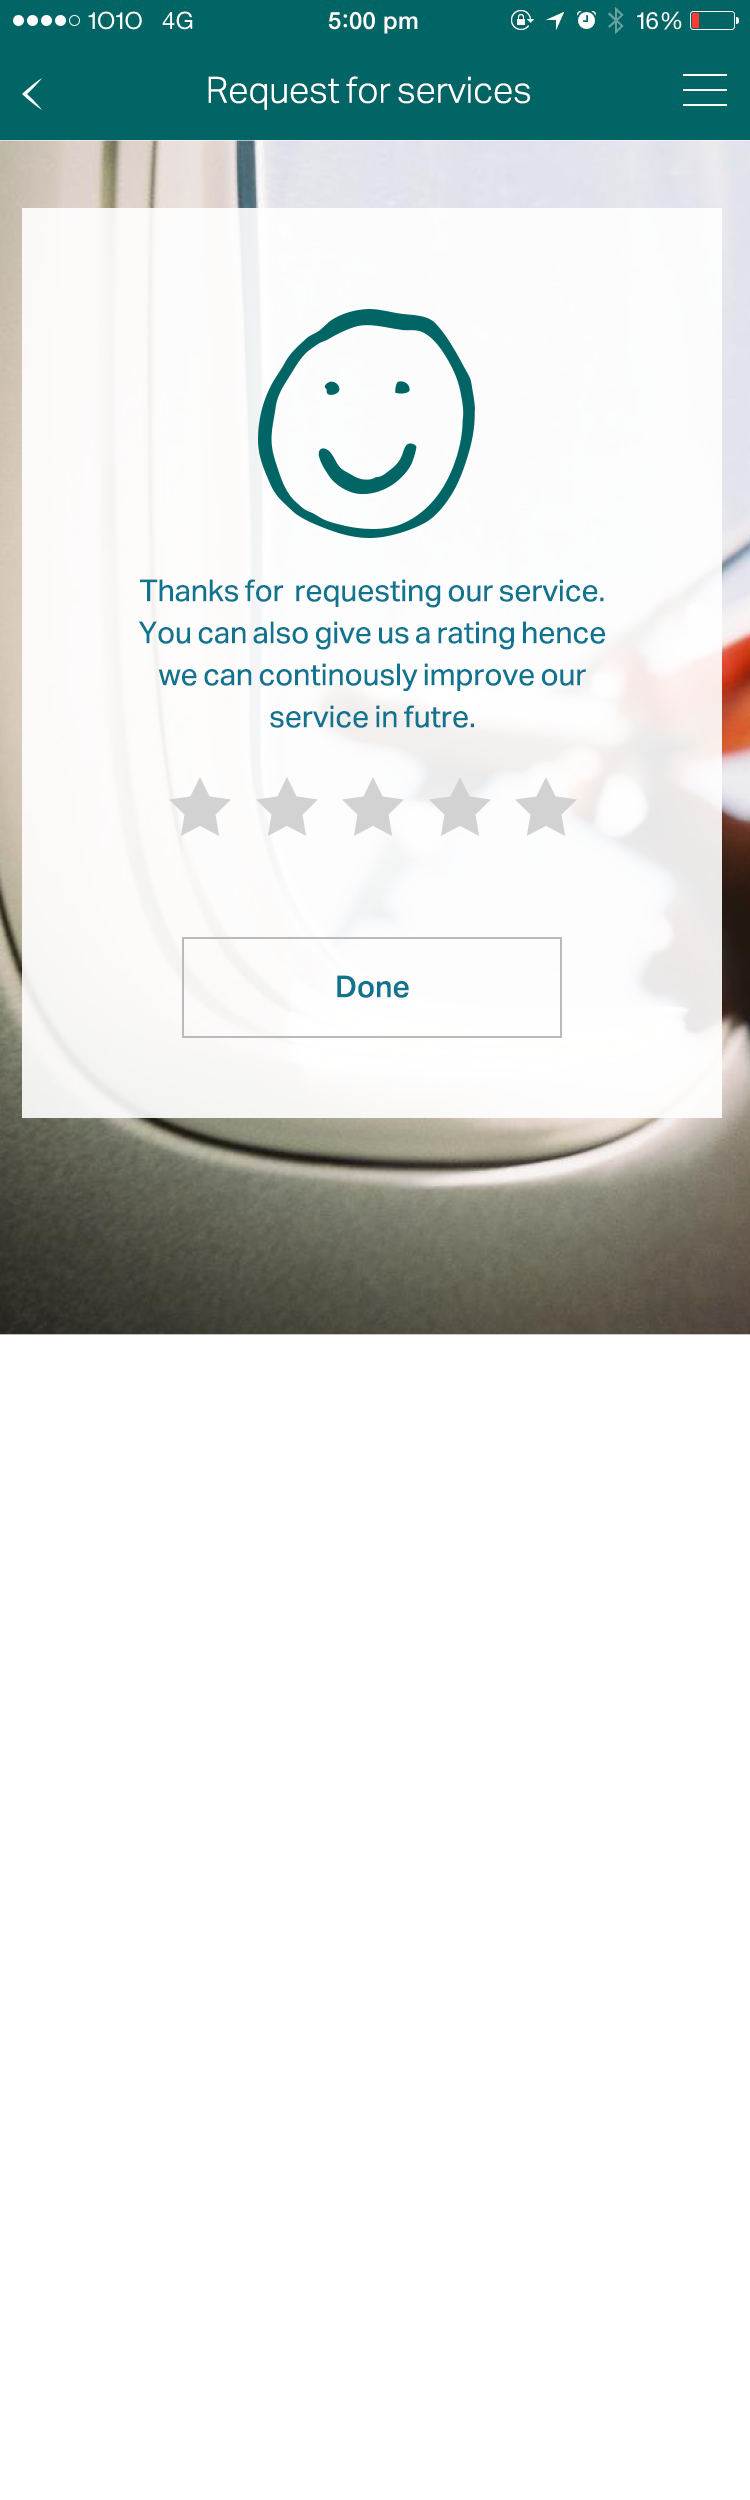 1010 4G 5:00 pm 16%
Request for services
Thanks for  requesting our service.
You can also give us a rating hence
we can continously improve our
service in futre.
Done